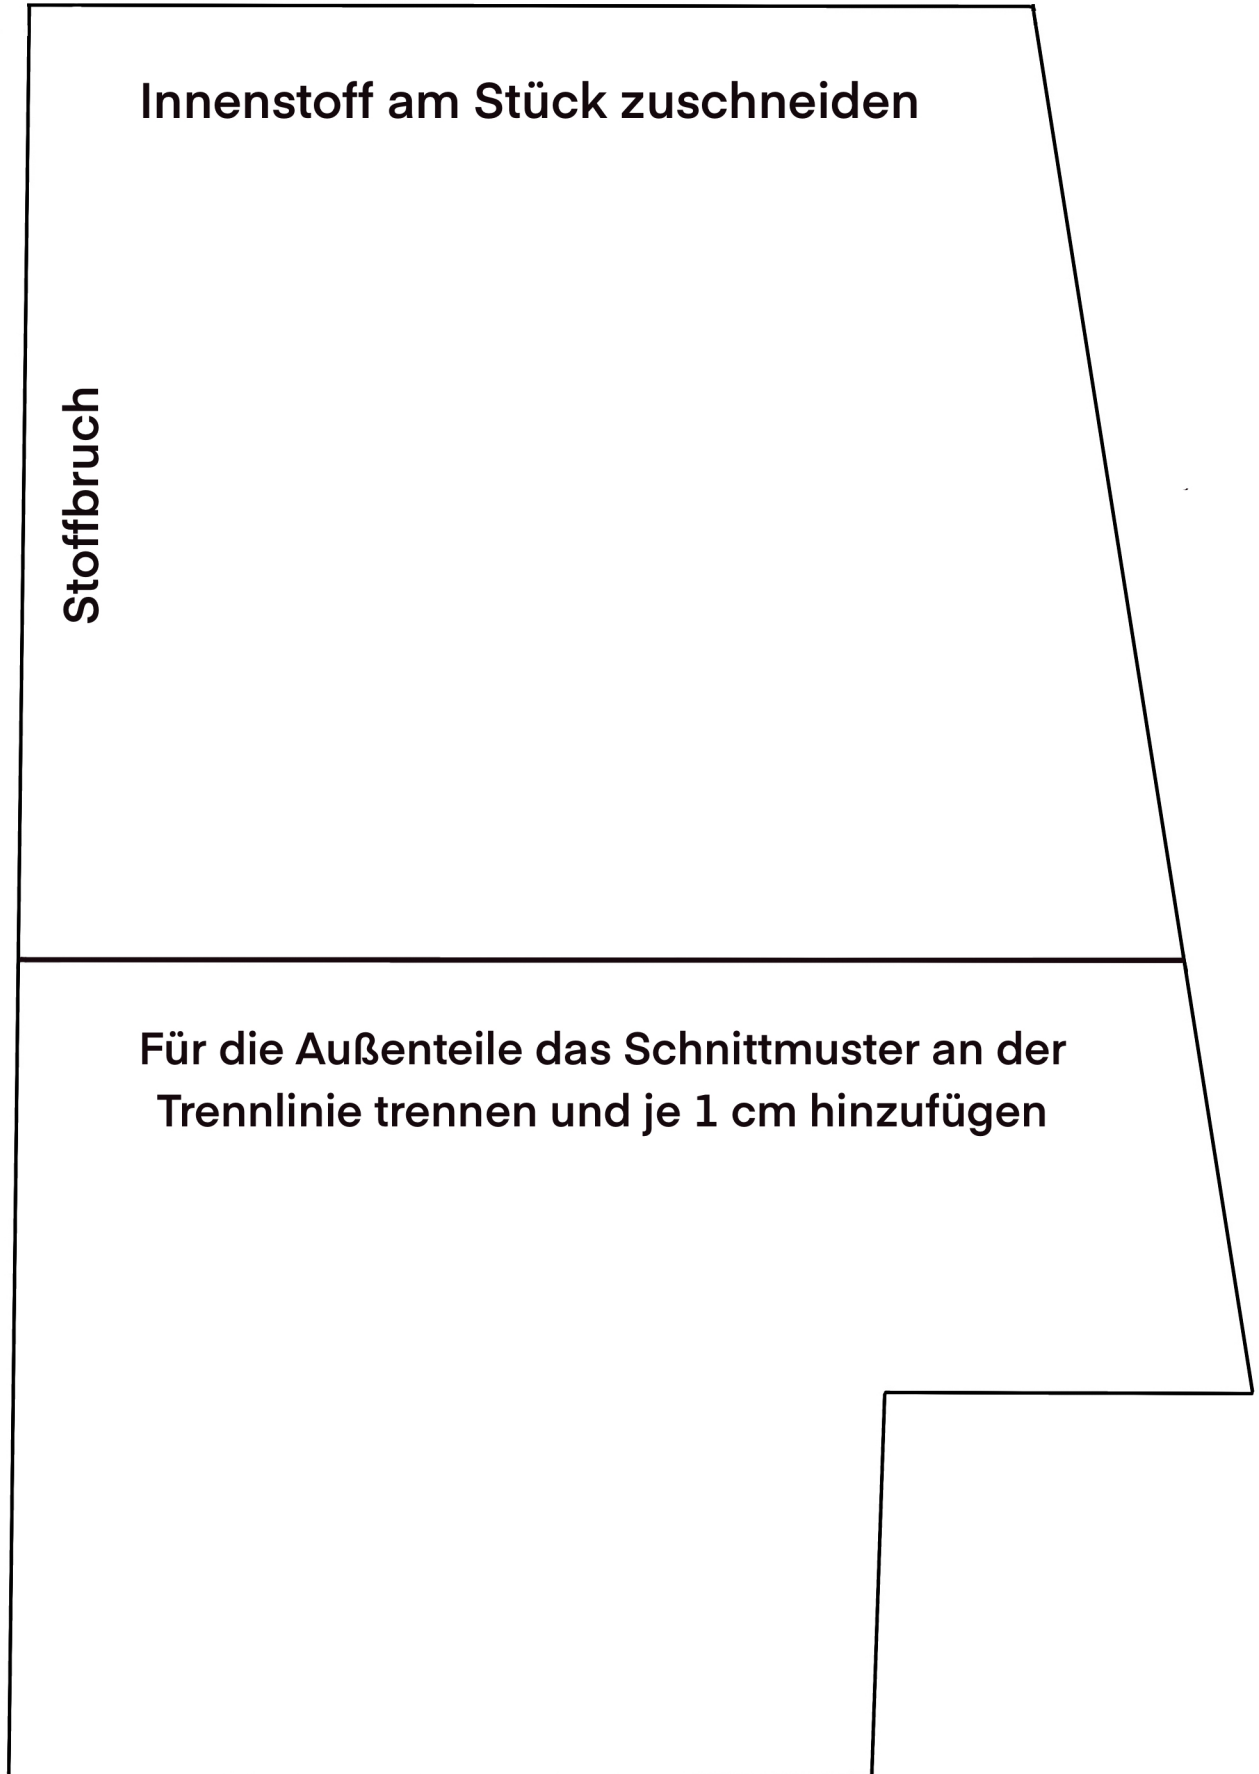 Innenstoff am Stück zuschneiden
Stoffbruch
Für die Außenteile das Schnittmuster an der
Trennlinie trennen und je 1 cm hinzufügen